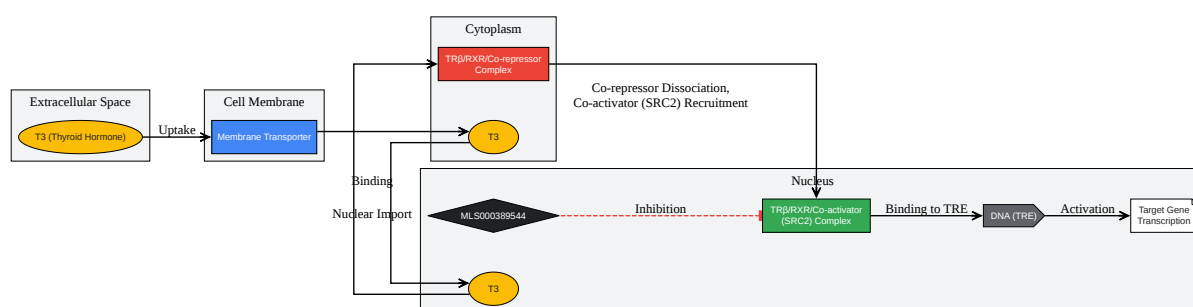 Cytoplasm
TRβ/RXR/Co-repressor
Complex
Co-repressor Dissociation,
Co-activator (SRC2) Recruitment
Extracellular Space
T3 (Thyroid Hormone)
Uptake
Cell Membrane
Membrane Transporter
T3
Binding
Nuclear Import
Nucleus
MLS000389544
Inhibition
TRβ/RXR/Co-activator
(SRC2) Complex
Binding to TRE
DNA (TRE)
Activation
Target Gene
Transcription
T3